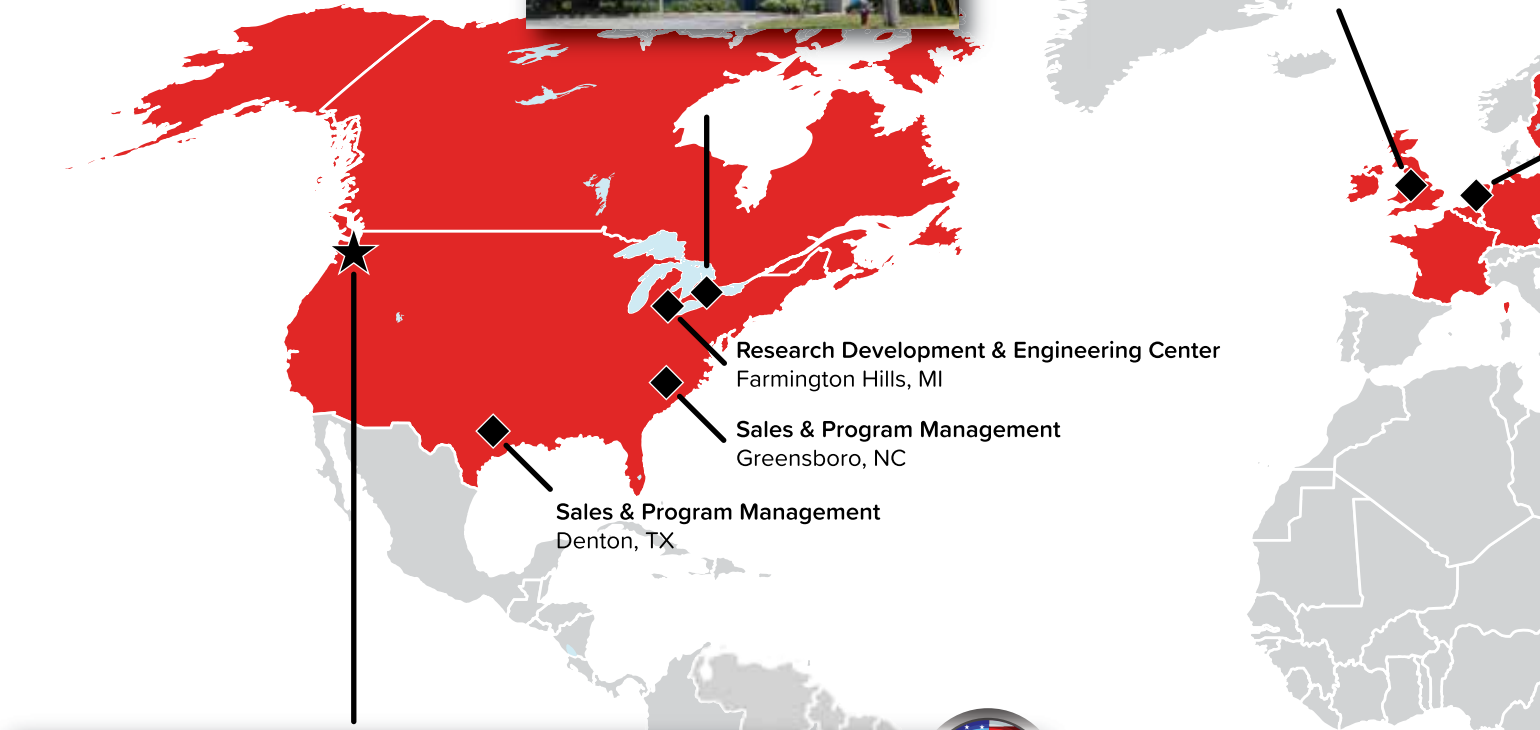 Research Development & Engineering Center
Farmington Hills, MI
Sales & Program Management
Greensboro, NC
Sales & Program Management
Denton, TX